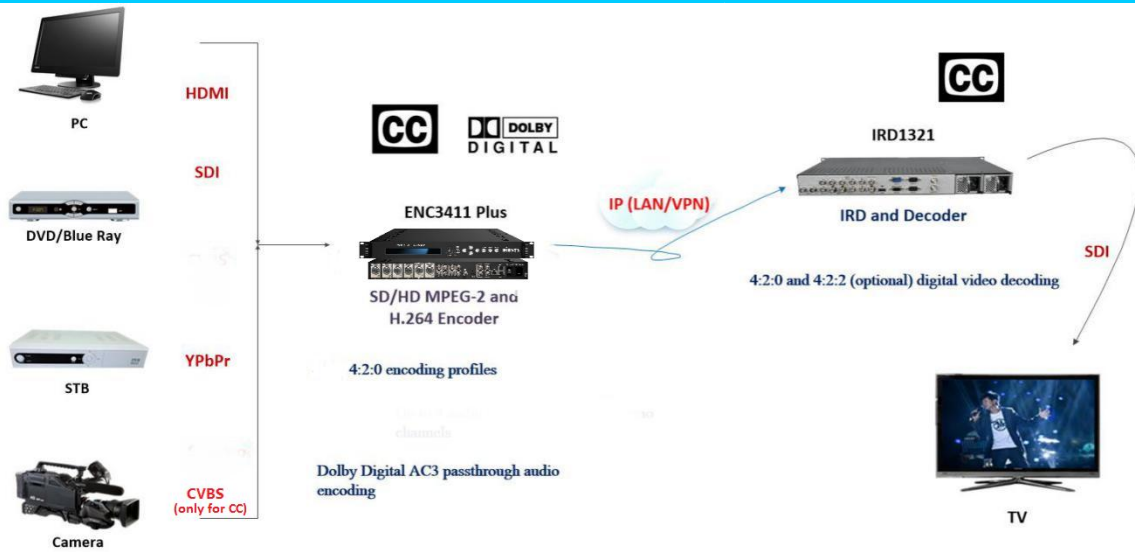 PC
HDMI
SDI
DVD/Blue Ray
STB
YPbPr
Camera
CVBS
(only for CC)
CC
DOLBY
DIGITAL
ENC3411 Plus
SD/HD MPEG-2 and
H.264 Encoder
4:2:0 encoding profiles
channels
Dolby Digital AC3 passthrough audio
encoding
IP (LAN/VPN)
CC
IRD1321
IRD and Decoder
4:2:0 and 4:2:2 (optional) digital video decoding
SDI
TV